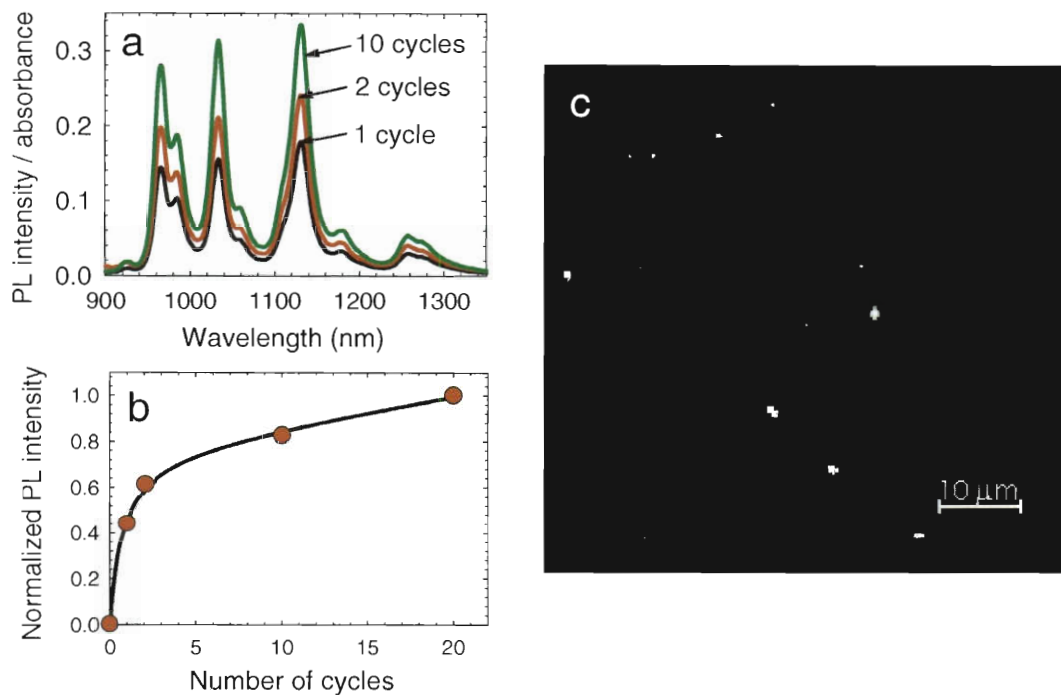 a
PL intensity / absorbance
0.3
0.2
0.1
0.0
10 cycles
2 cycles
1 cycle
900 1000 1100 1200 1300
Wavelength (nm)
b
Normalized PL intensity
1.0
0.8
0.6
0.4
0.2
0.0
0 5 10 15 20
Number of cycles
c
10 μm